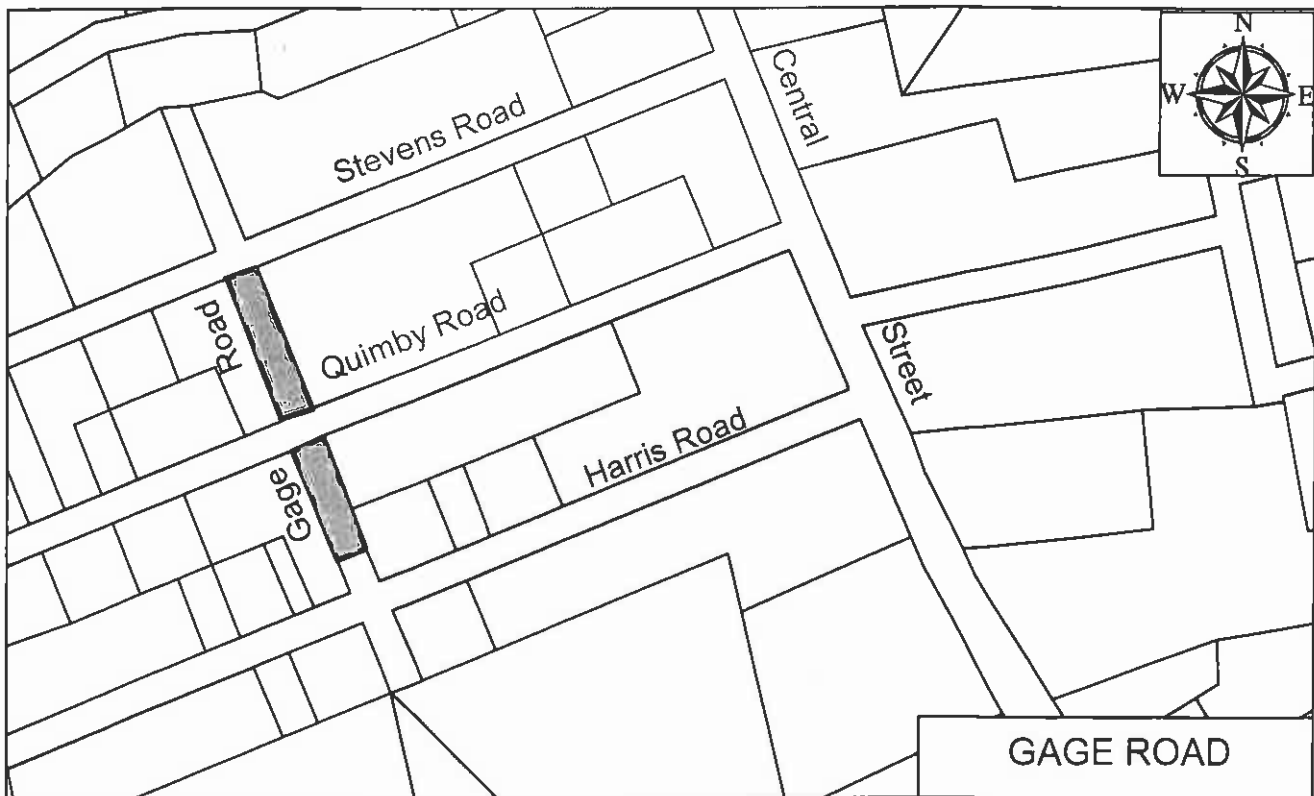 N
W
E
S
Central
Stevens Road
Road
Quimby Road
Street
Harris Road
Gage
GAGE ROAD